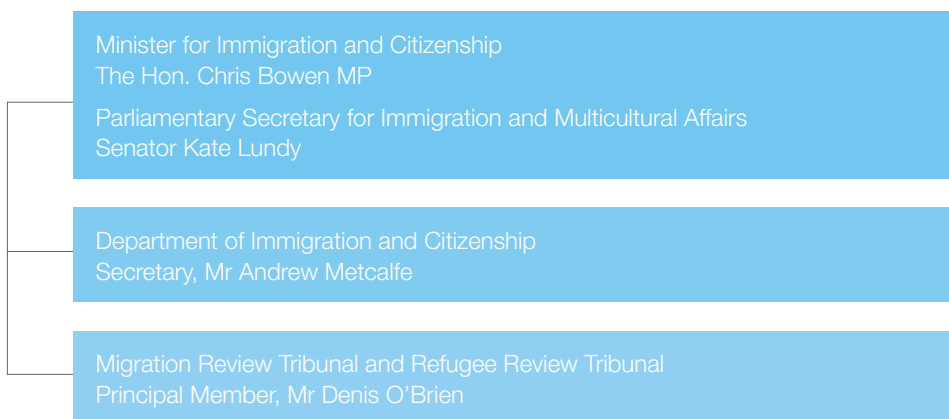 Minister for Immigration and Citizenship
The Hon. Chris Bowen MP
Parliamentary Secretary for Immigration and Multicultural Affairs
Senator Kate Lundy
Department of Immigration and Citizenship
Secretary, Mr Andrew Metcalfe
Migration Review Tribunal and Refugee Review Tribunal
Principal Member, Mr Denis O’Brien